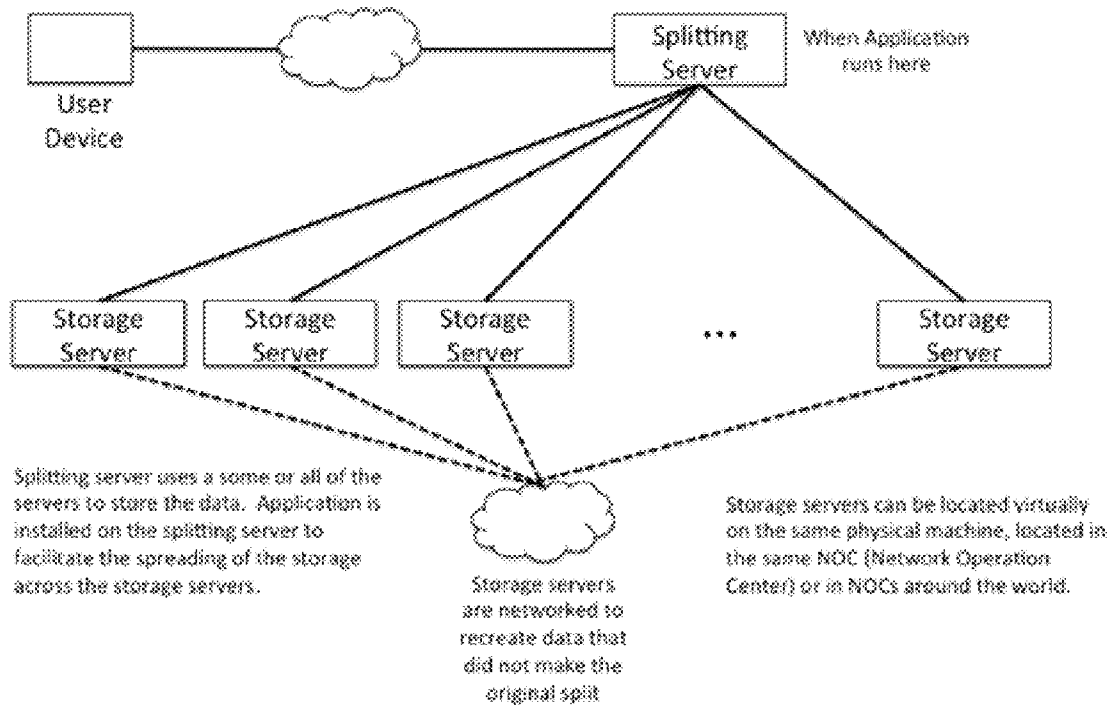 Splitting
Server
When Application
runs here
User
Device
Storage
Server
Storage
Server
Storage
Server
...
Storage
Server
Splitting server uses a some or all of the
servers to store the data. Application is
installed on the splitting server to
facilitate the spreading of the storage
across the storage servers.
Storage servers
are networked to
recreate data that
did not make the
original split
Storage servers can be located virtually
on the same physical machine, located in
the same NOC (Network Operation
Center) or in NOCs around the world.